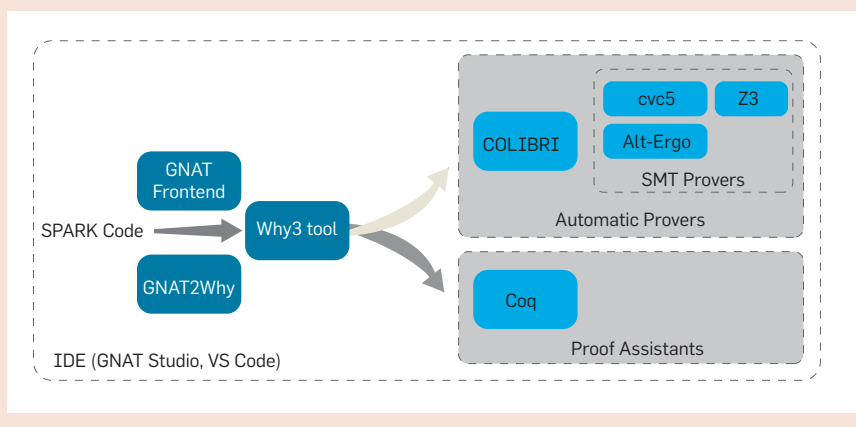 GNAT
Frontend
SPARK Code
Why3 tool
GNAT2Why
IDE (GNAT Studio, VS Code)
COLIBRI
cvc5
Z3
Alt-Ergo
SMT Provers
Automatic Provers
Coq
Proof Assistants